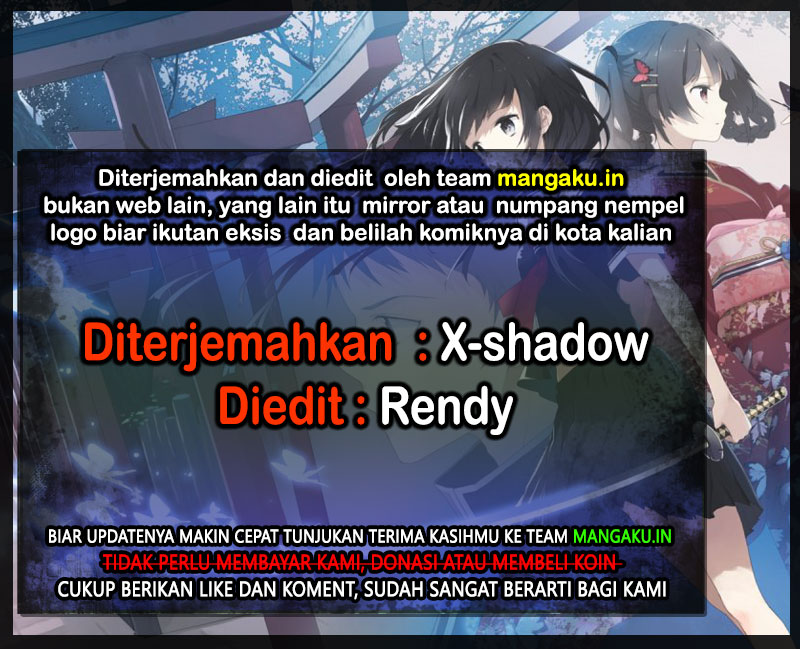 Diterjemahkan dan diedit oleh team mangaku.in
bukan web lain, yang lain itu mirror atau numpang nempel
logo biar ikutan eksis dan belilah komiknya di kota kalian
Diterjemahkan : X-shadow
Diedit : Rendy
BIAR UPDATENYA MAKIN CEPAT TUNJUKAN TERIMA KASIHMU KE TEAM MANGAKU.IN
TIDAK PERLU MEMBAYAR KAMI, DONASI ATAU MEMBELI KOIN
CUKUP BERIKAN LIKE DAN KOMENT, SUDAH SANGAT BERARTI BAGI KAMI